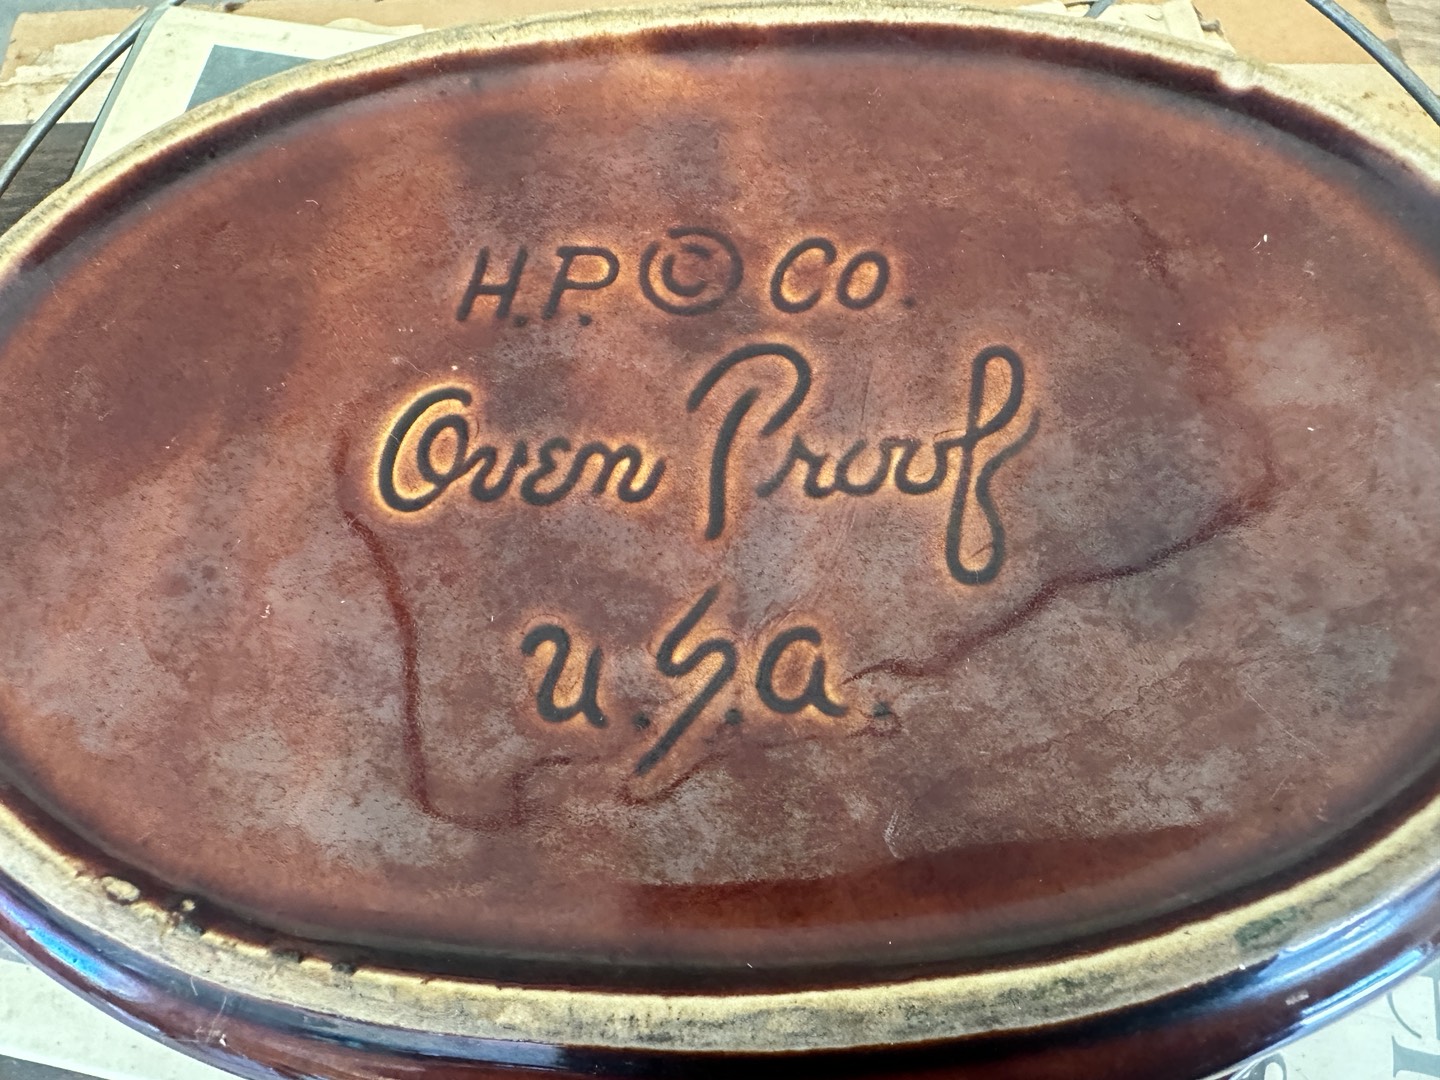 H.P. © Co.
Oven Proof
U.S.a.